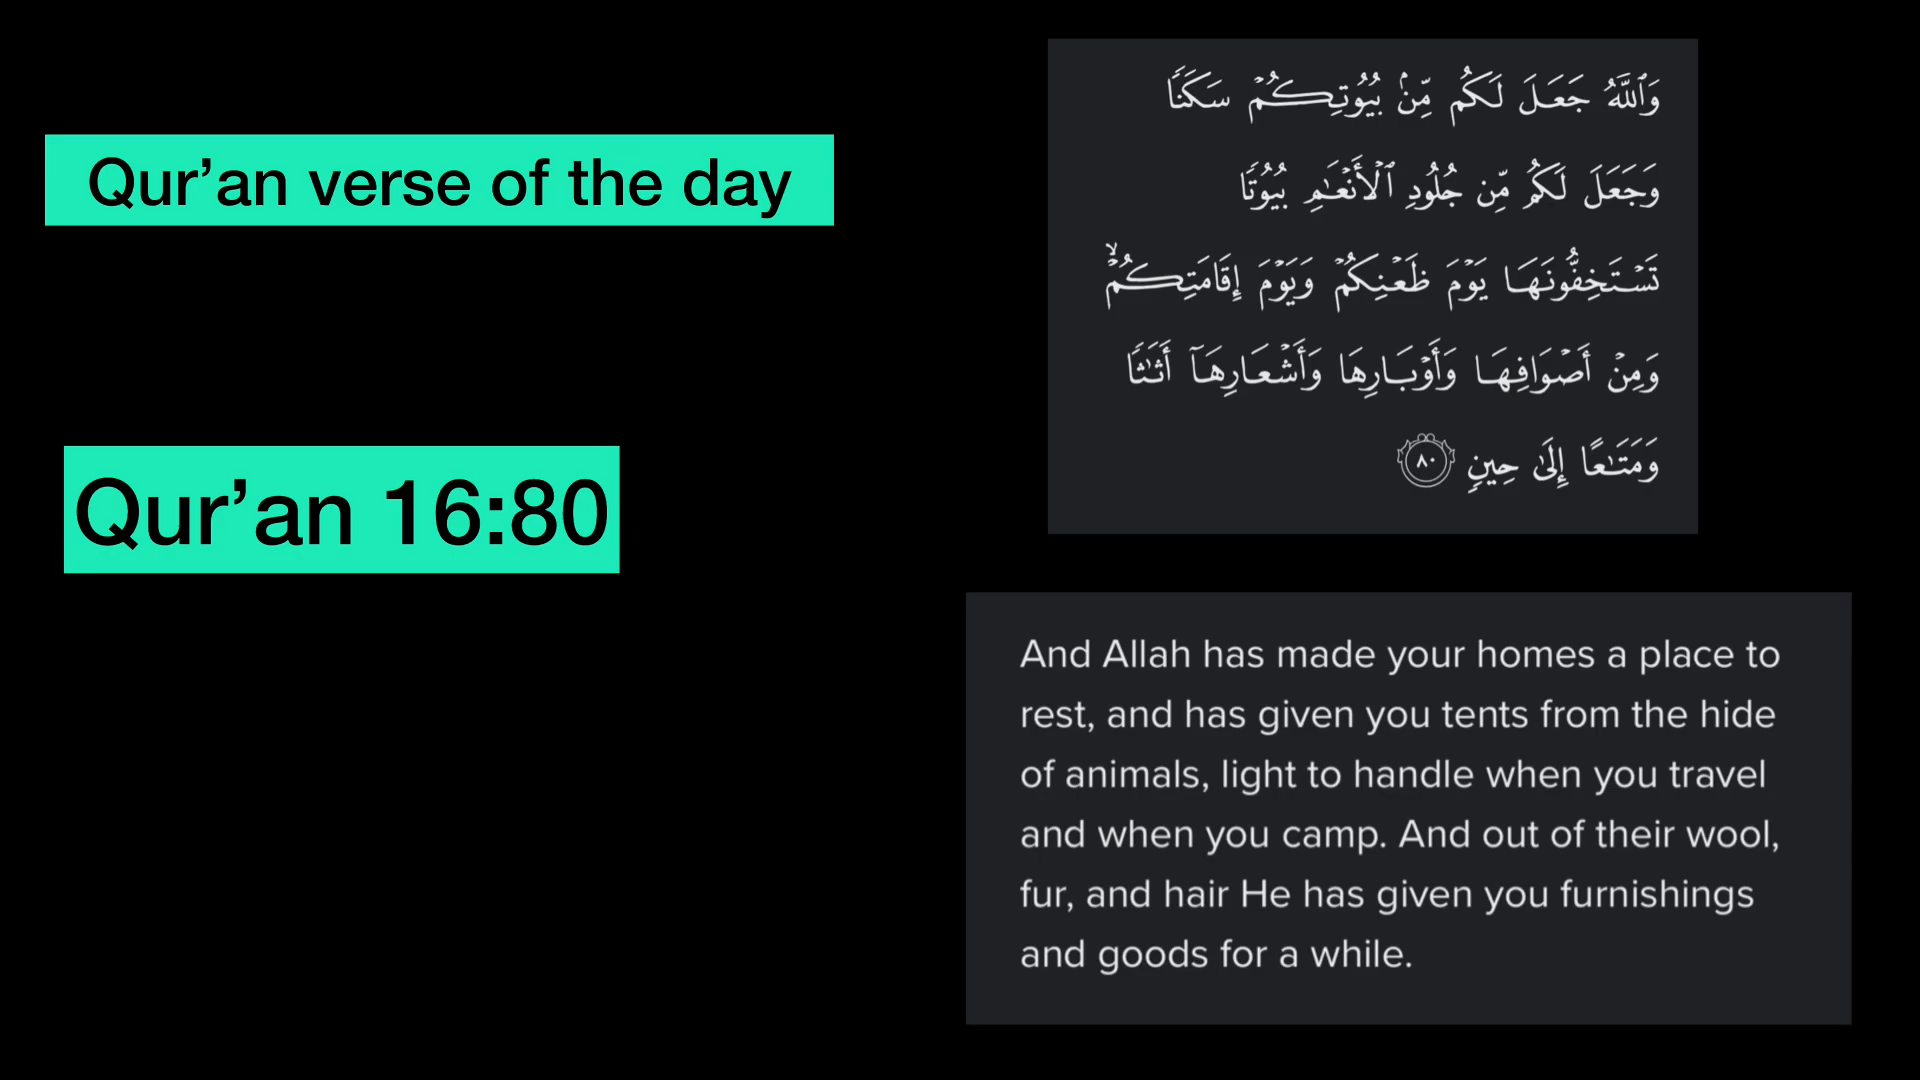 Qur’an verse of the day
Qur’an 16:80
وَٱللَّهُ جَعَلَ لَكُم مِّنۢ بُيُوتِكُمْ سَكَنًا
وَجَعَلَ لَكُم مِّن جُلُودِ ٱلْأَنْعَـٰمِ بُيُوتًا
تَسْتَخِفُّونَهَا يَوْمَ ظَعْنِكُمْ وَيَوْمَ إِقَامَتِكُمْ ۙ
وَمِنْ أَصْوَافِهَا وَأَوْبَارِهَا وَأَشْعَارِهَآ أَثَـٰثًا
وَمَتَـٰعًا إِلَىٰ حِينٍ ٨٠
And Allah has made your homes a place to
rest, and has given you tents from the hide
of animals, light to handle when you travel
and when you camp. And out of their wool,
fur, and hair He has given you furnishings
and goods for a while.